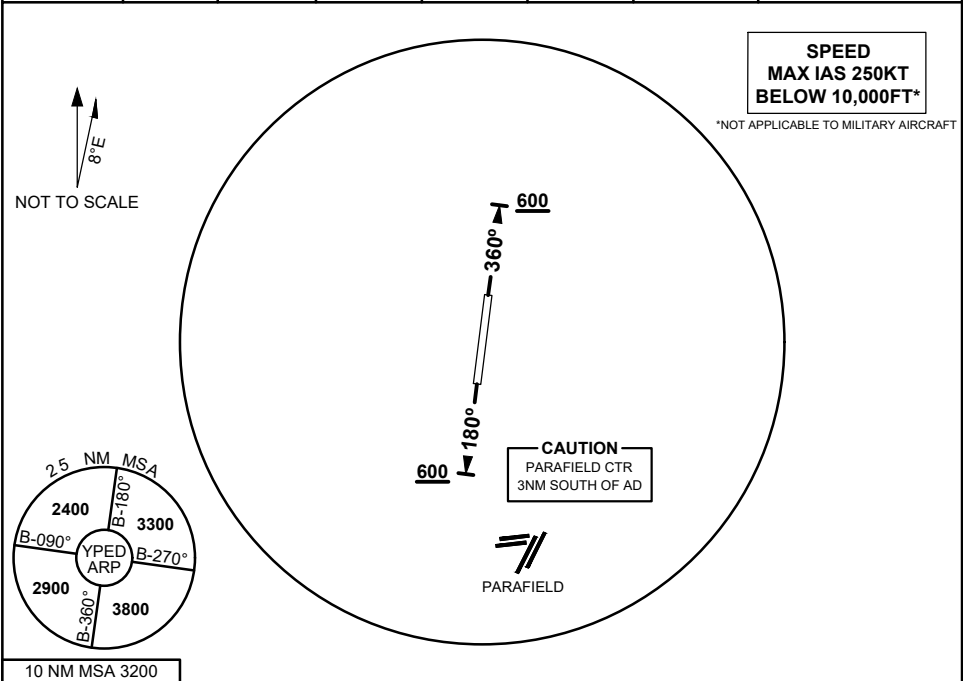 SPEED
MAX IAS 250KT
BELOW 10,000FT*
*NOT APPLICABLE TO MILITARY AIRCRAFT
8°E
NOT TO SCALE
600
360°
180°
600
CAUTION
PARAFIELD CTR
3NM SOUTH OF AD
PARAFIELD
25 NM MSA
2400
B-180°
3300
B-090°
YPED
ARP
B-270°
2900
B-360°
3800
10 NM MSA 3200